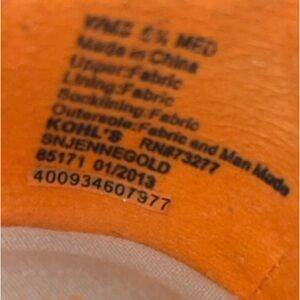 WMS 6½ MED
Made in China
Upper:Fabric
Lining:Fabric
Socklining:Fabric
Outersole:Fabric and Man Made
KOHL'S RN#73277
SNJENNEGOLD
85171 01/2013
400934607977